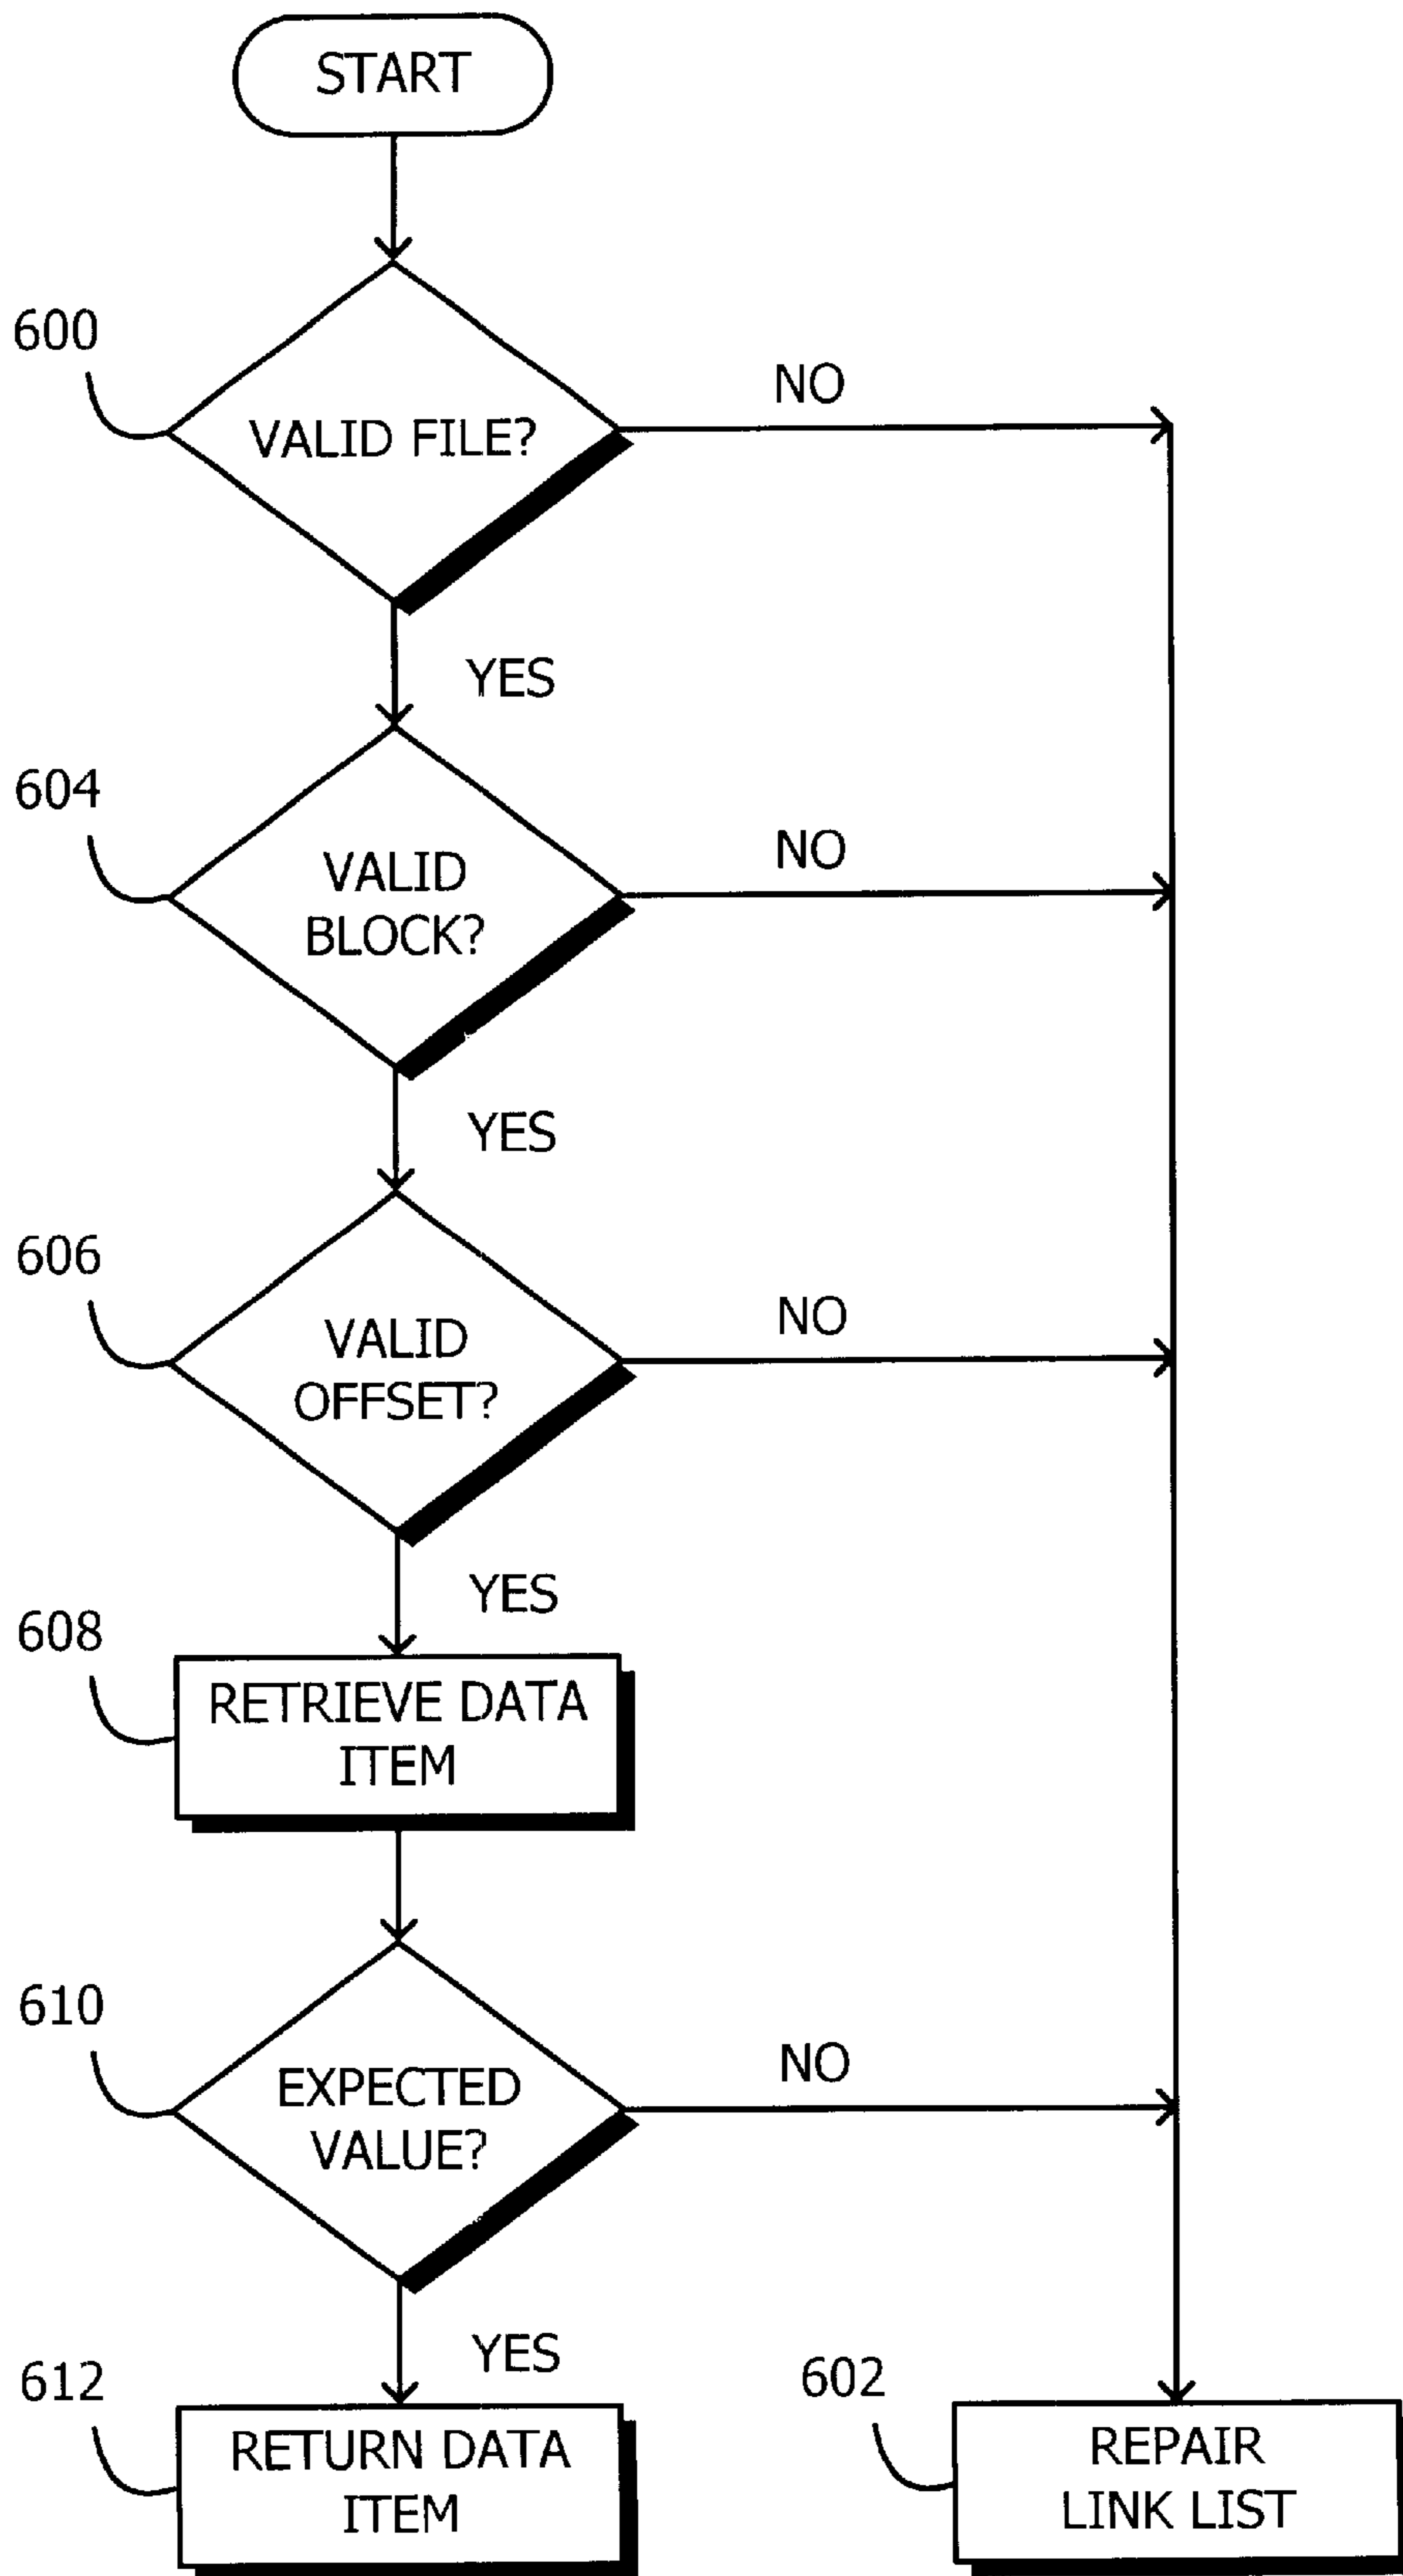 START
600
VALID FILE?
NO
YES
604
VALID
BLOCK?
NO
YES
606
VALID
OFFSET?
NO
YES
608
RETRIEVE DATA
ITEM
610
EXPECTED
VALUE?
NO
YES
612
RETURN DATA
ITEM
602
REPAIR
LINK LIST